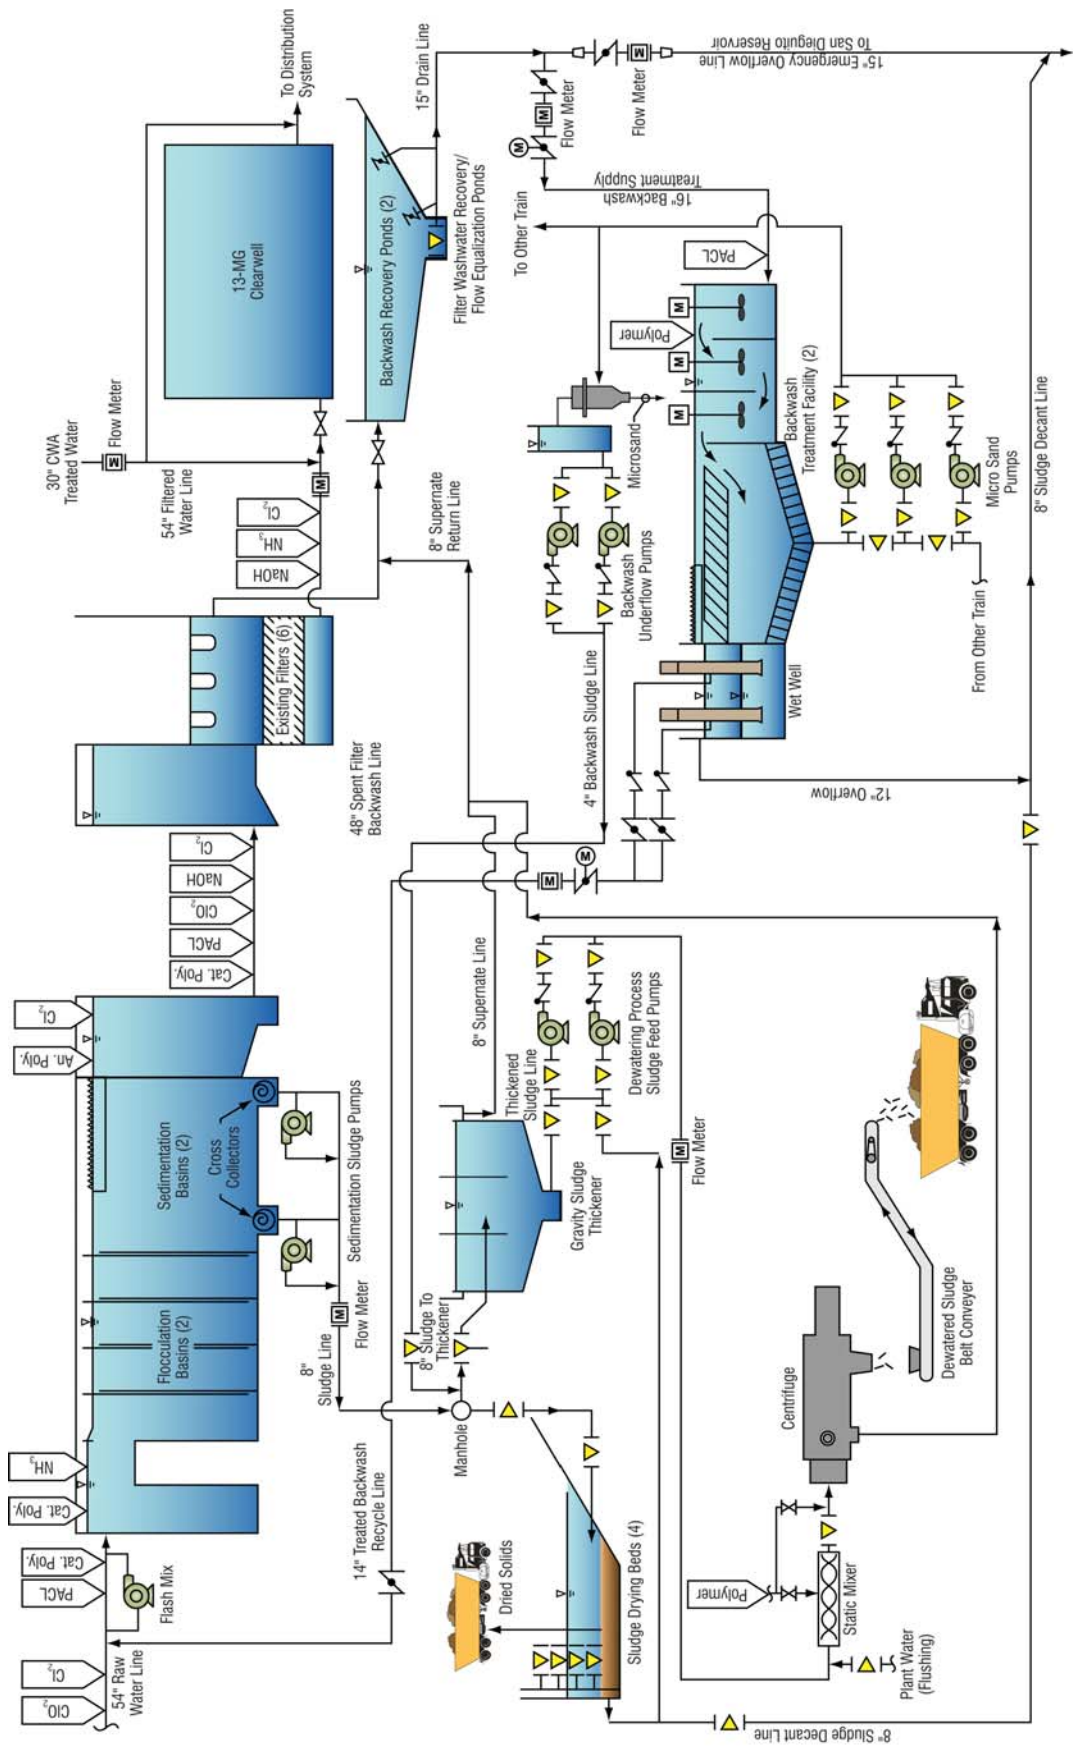 ClO2
Cl2
54" Raw
Water Line
PACL
Cat. Poly.
Flash Mix
Cat. Poly.
NH3
Flocculation
Basins (2)
Sedimentation
Basins (2)
Cross
Collectors
An. Poly.
Cl2
Sedimentation Sludge Pumps
Flow Meter
M
8"
Sludge Line
Cat. Poly.
PACL
ClO2
NaOH
Cl2
48" Spent Filter
Backwash Line
Existing Filters (6)
NaOH
NH3
Cl2
M
54" Filtered
Water Line
30" CWA
Treated Water
M
Flow Meter
13-MG
Clearwell
To Distribution
System
14" Treated Backwash
Recycle Line
Manhole
8" Sludge To
Thickener
Gravity Sludge
Thickener
8" Supernate Line
Thickened
Sludge Line
8" Supernate
Return Line
Backwash Recovery Ponds (2)
Filter Washwater Recovery/
Flow Equalization Ponds
15" Drain Line
Dried Solids
Sludge Drying Beds (4)
Dewatering Process
Sludge Feed Pumps
M
Flow Meter
M
M
4" Backwash Sludge Line
Backwash
Underflow Pumps
Microsand
To Other Train
16" Backwash
Treatment Supply
M
M
Flow Meter
M
Flow Meter
15" Emergency Overflow Line
To San Dieguito Reservoir
PACL
Polymer
M
M
M
Backwash
Treatment Facility (2)
Wet Well
12" Overflow
From Other Train
Micro Sand
Pumps
8" Sludge Decant Line
Polymer
Static Mixer
Plant Water
(Flushing)
Centrifuge
Dewatered Sludge
Belt Conveyer
8" Sludge Decant Line